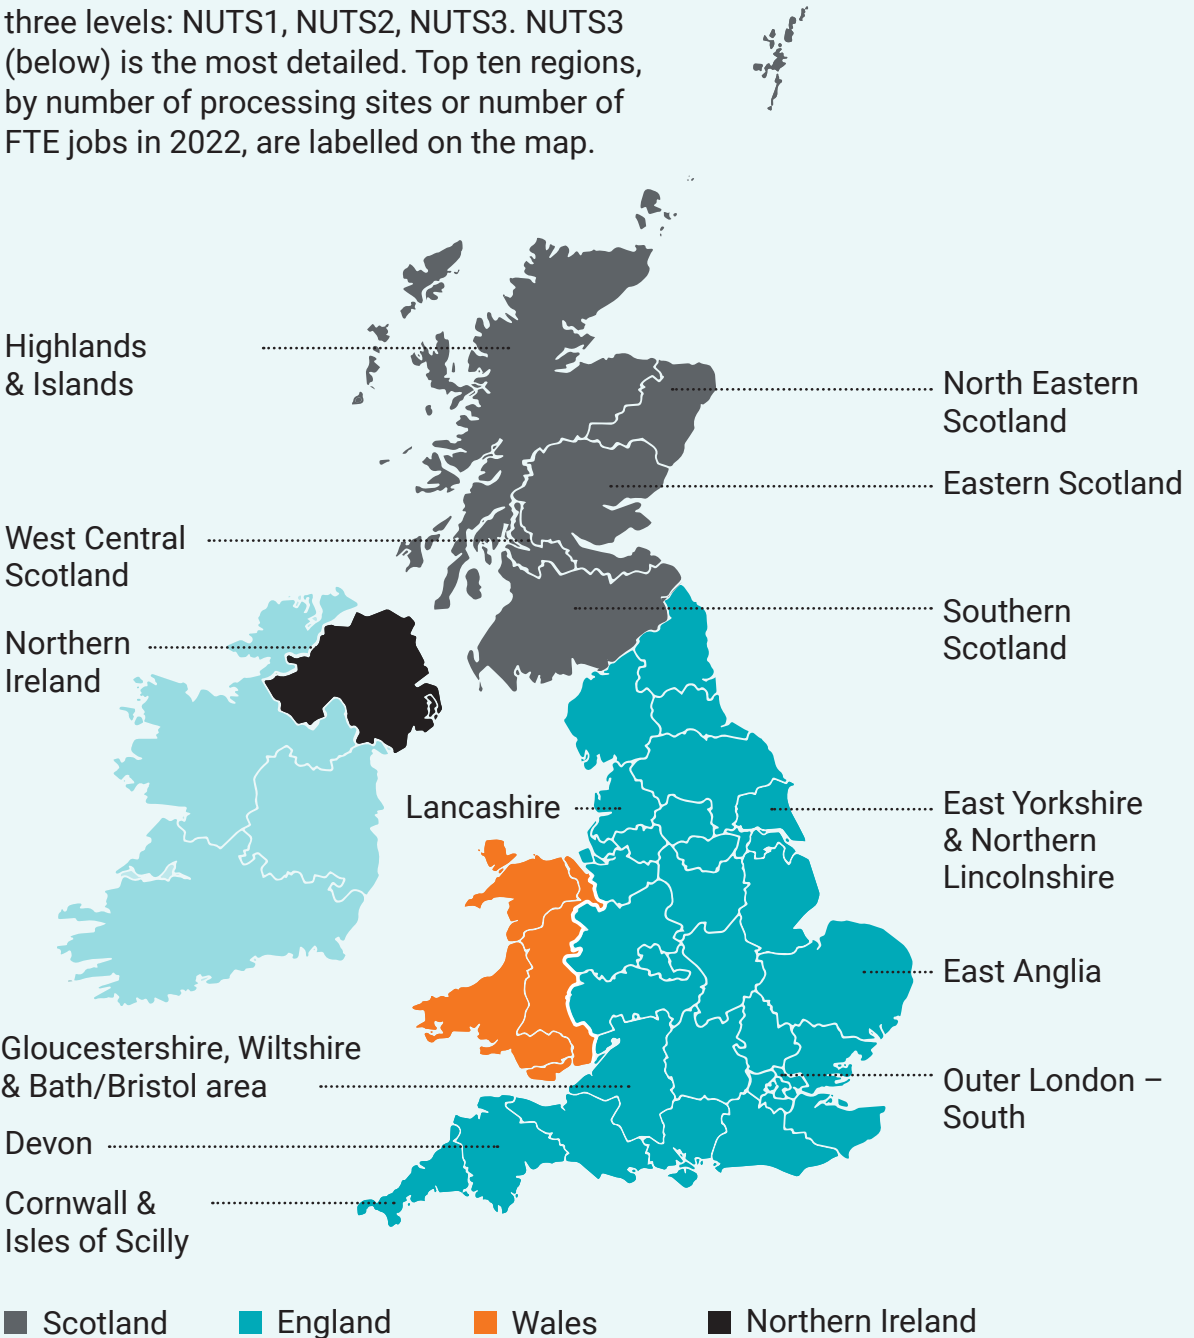 three levels: NUTS1, NUTS2, NUTS3. NUTS3
(below) is the most detailed. Top ten regions,
by number of processing sites or number of
FTE jobs in 2022, are labelled on the map.
Highlands
& Islands
North Eastern
Scotland
Eastern Scotland
West Central
Scotland
Southern
Scotland
Northern
Ireland
Lancashire
East Yorkshire
& Northern
Lincolnshire
East Anglia
Gloucestershire, Wiltshire
& Bath/Bristol area
Outer London –
South
Devon
Cornwall &
Isles of Scilly
Scotland
England
Wales
Northern Ireland